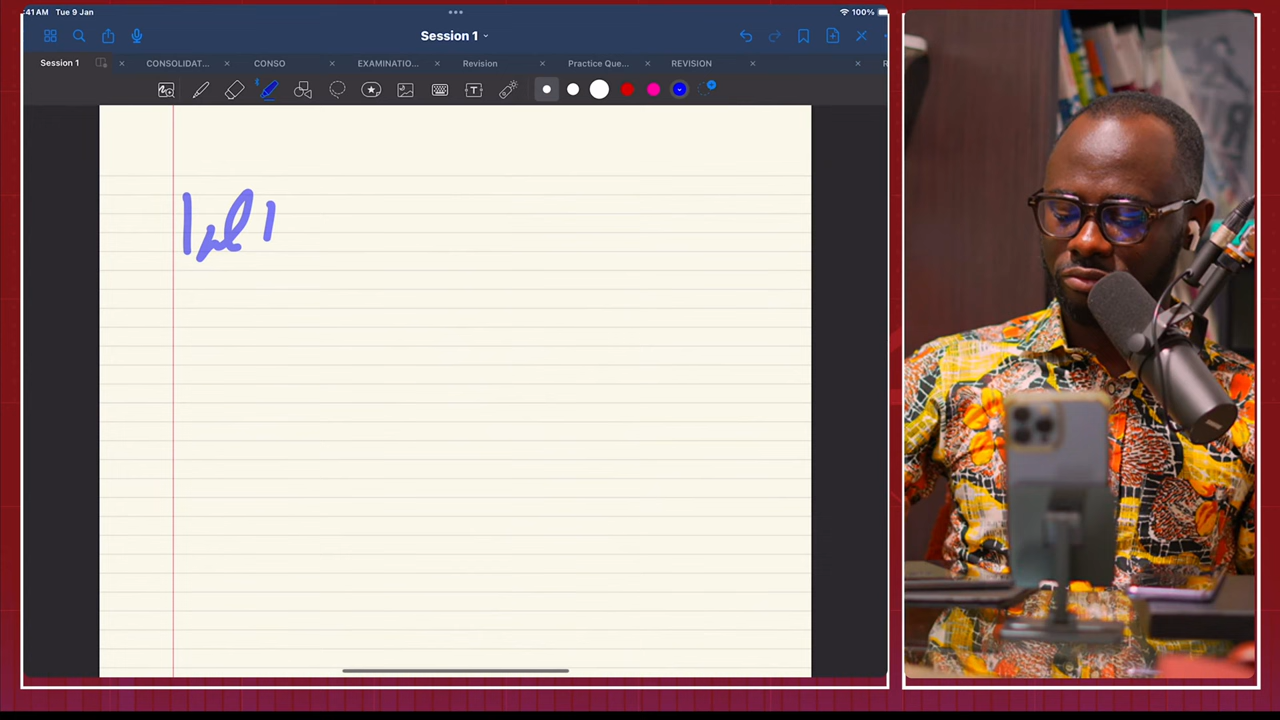 :41 AM Tue 9 Jan 100%
Session 1
Session 1 CONSOLIDAT... CONSO EXAMINATIO... Revision Practice Que... REVISION R
T